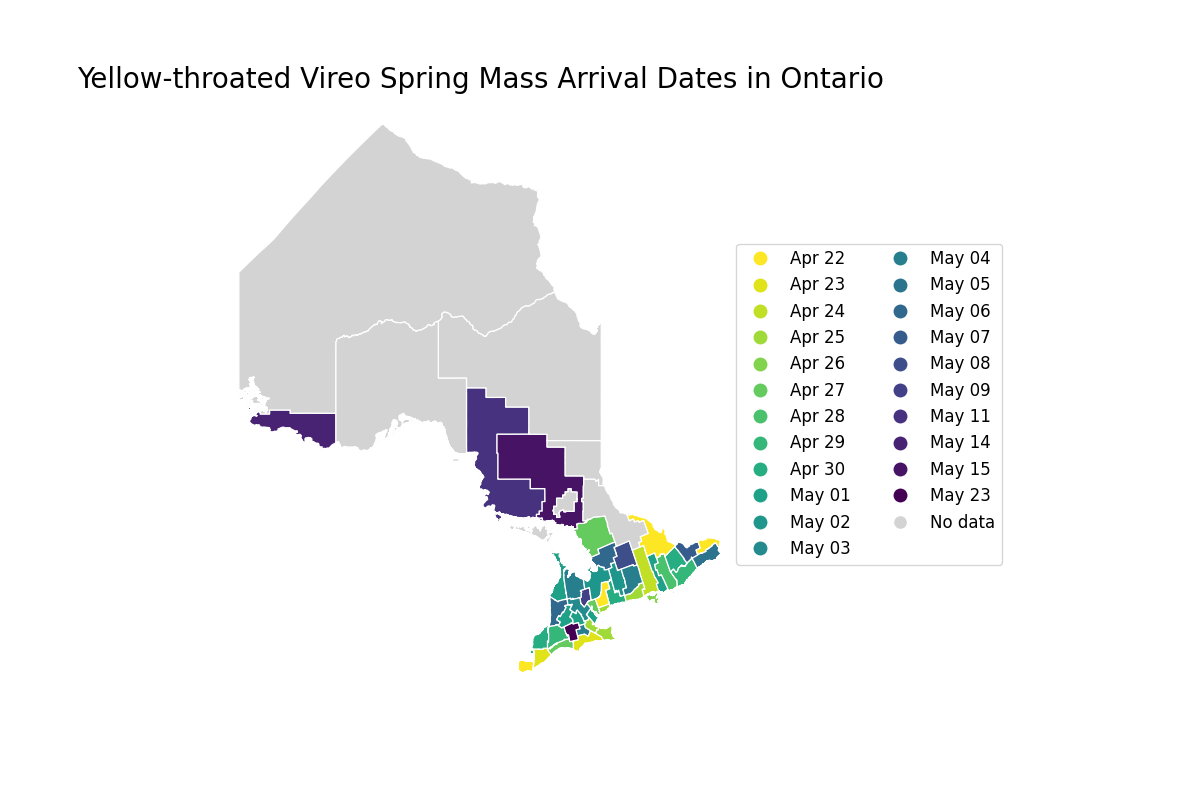 Yellow-throated Vireo Spring Mass Arrival Dates in Ontario
Apr 22
Apr 23
Apr 24
Apr 25
Apr 26
Apr 27
Apr 28
Apr 29
Apr 30
May 01
May 02
May 03
May 04
May 05
May 06
May 07
May 08
May 09
May 11
May 14
May 15
May 23
No data